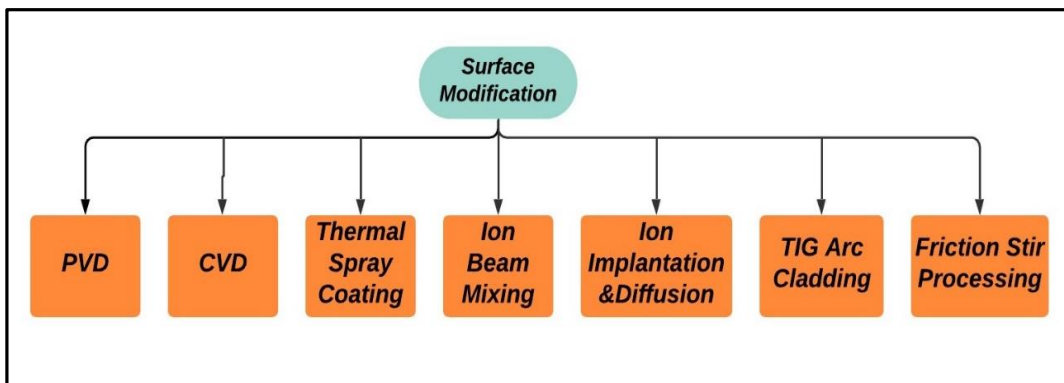 Surface
Modification
PVD
CVD
Thermal
Spray
Coating
Ion
Beam
Mixing
Ion
Implantation
&Diffusion
TIG Arc
Cladding
Friction Stir
Processing